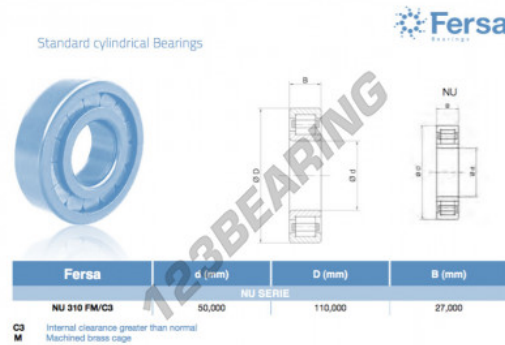 Fersa
Bearings
Standard cylindrical Bearings
B
NU
B
Ø D
Ø d
Ø D
Ø d
123BEARING
Fersa d (mm) D (mm) B (mm)
NU SERIE
NU 310 FM/C3 50,000 110,000 27,000
C3 Internal clearance greater than normal
M Machined brass cage